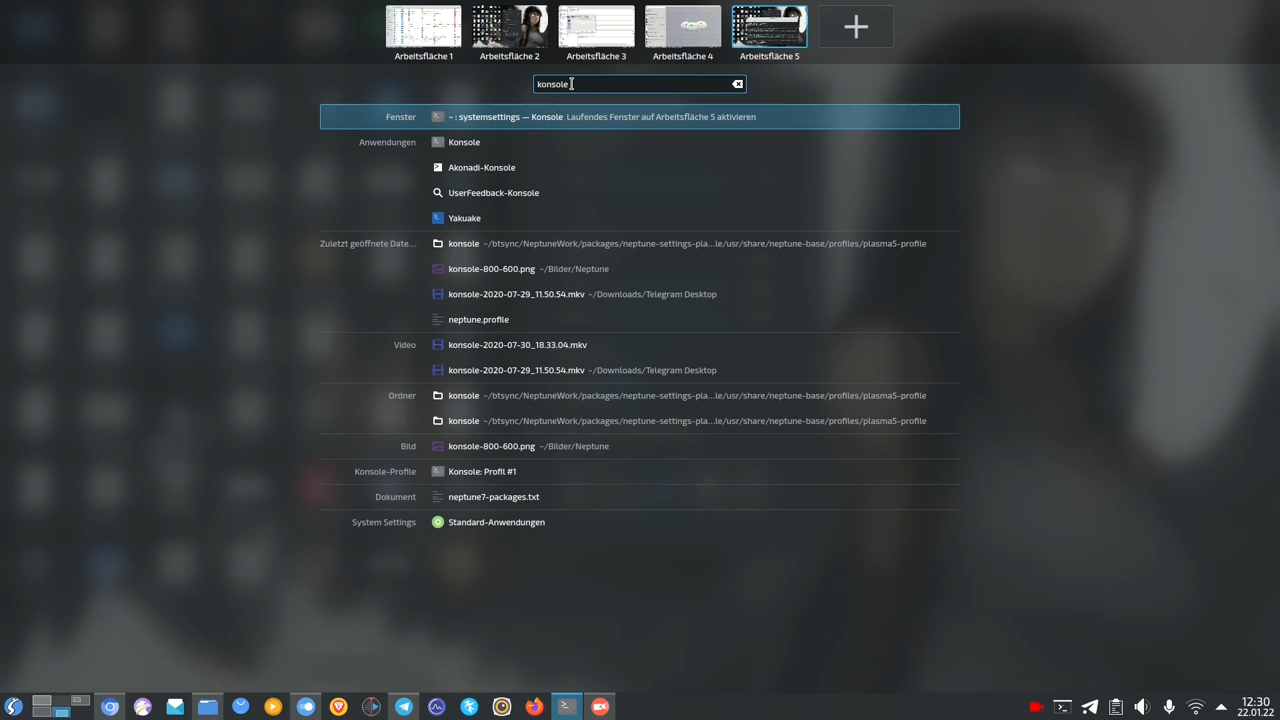 Arbeitsfläche 1 Arbeitsfläche 2 Arbeitsfläche 3 Arbeitsfläche 4 Arbeitsfläche 5
konsole
Fenster ~ : systemsettings — Konsole Laufendes Fenster auf Arbeitsfläche 5 aktivieren
Anwendungen Konsole
Akonadi-Konsole
UserFeedback-Konsole
Yakuake
Zuletzt geöffnete Date... konsole ~/btsync/NeptuneWork/packages/neptune-settings-pla...le/usr/share/neptune-base/profiles/plasma5-profile
konsole-800-600.png ~/Bilder/Neptune
konsole-2020-07-29_11.50.54.mkv ~/Downloads/Telegram Desktop
neptune.profile
Video konsole-2020-07-30_18.33.04.mkv
konsole-2020-07-29_11.50.54.mkv ~/Downloads/Telegram Desktop
Ordner konsole ~/btsync/NeptuneWork/packages/neptune-settings-pla...le/usr/share/neptune-base/profiles/plasma5-profile
konsole ~/btsync/NeptuneWork/packages/neptune-settings-pla...le/usr/share/neptune-base/profiles/plasma5-profile
Bild konsole-800-600.png ~/Bilder/Neptune
Konsole-Profile Konsole: Profil #1
Dokument neptune7-packages.txt
System Settings Standard-Anwendungen
12:30
22.01.22